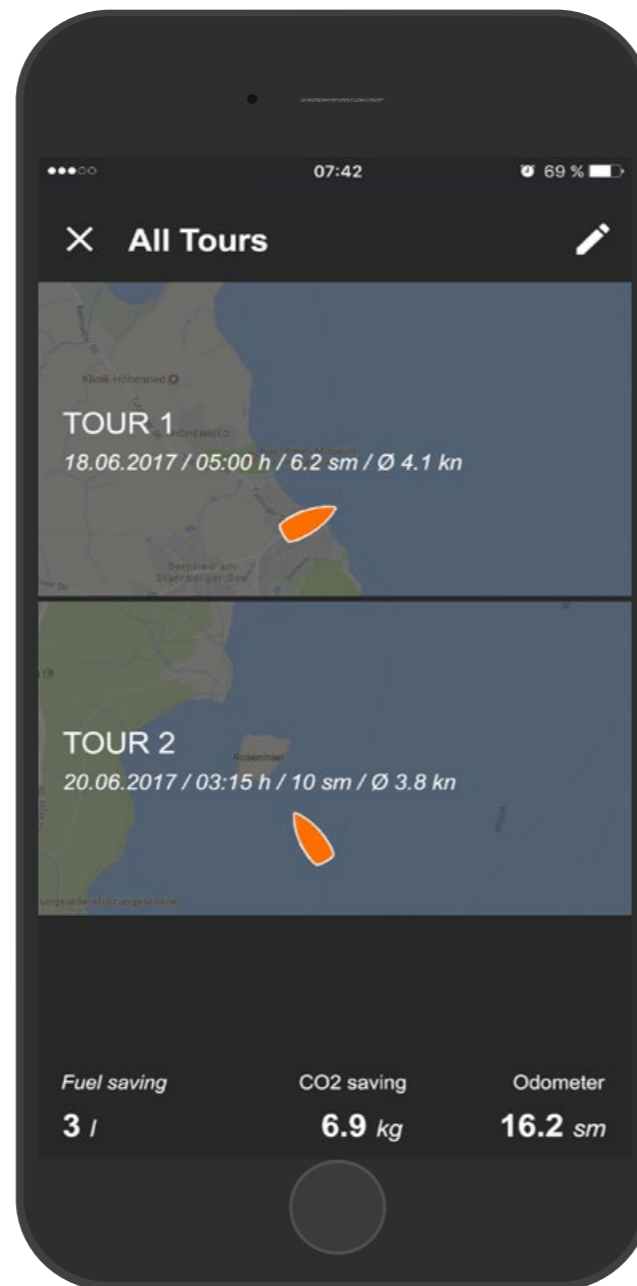 07:42
69 %
All Tours
Klinik Höhenried
HÖHENRIED
TOUR 1
18.06.2017 / 05:00 h / 6.2 sm / Ø 4.1 kn
Bernried am
Starnberger See
TOUR 2
Roseninsel
20.06.2017 / 03:15 h / 10 sm / Ø 3.8 kn
Fuel saving
CO2 saving
Odometer
3 l
6.9 kg
16.2 sm